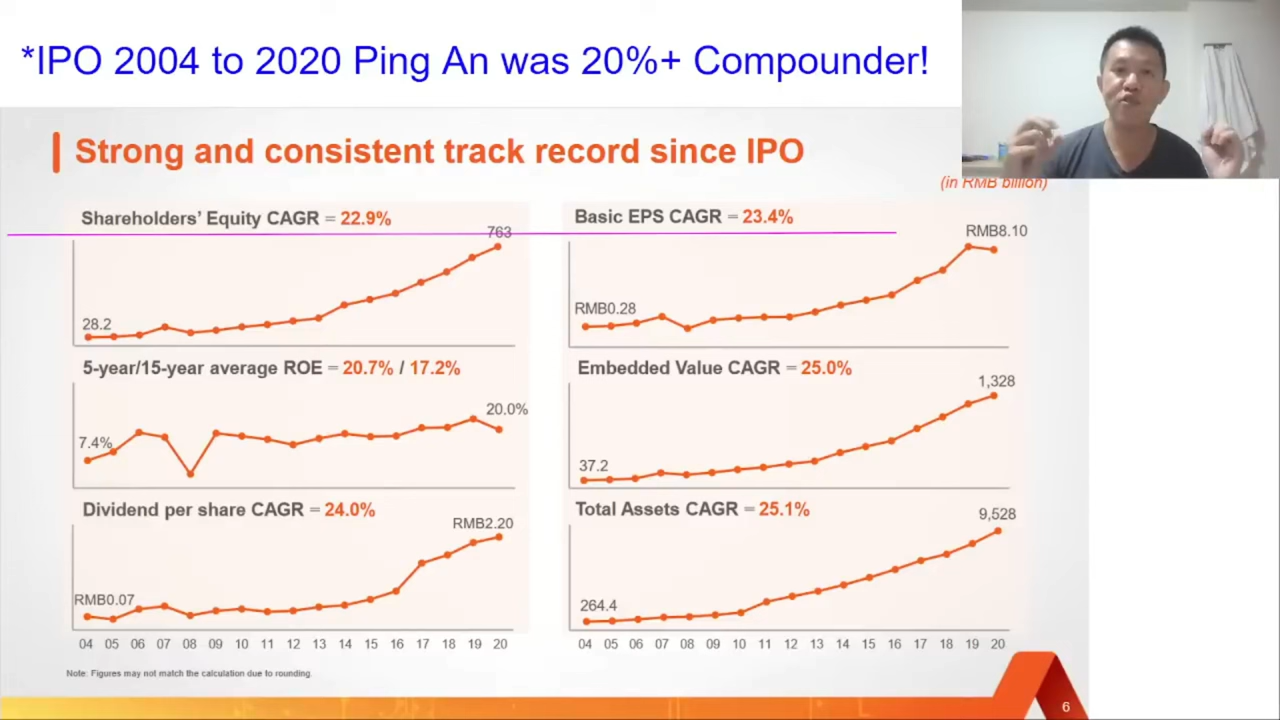 *IPO 2004 to 2020 Ping An was 20%+ Compounder!
Strong and consistent track record since IPO
(in RMB billion)
Shareholders' Equity CAGR = 22.9%
763
28.2
Basic EPS CAGR = 23.4%
RMB8.10
RMB0.28
5-year/15-year average ROE = 20.7% / 17.2%
20.0%
7.4%
Embedded Value CAGR = 25.0%
1,328
37.2
Dividend per share CAGR = 24.0%
RMB2.20
RMB0.07
Total Assets CAGR = 25.1%
9,528
264.4
04 05 06 07 08 09 10 11 12 13 14 15 16 17 18 19 20
04 05 06 07 08 09 10 11 12 13 14 15 16 17 18 19 20
Note: Figures may not match the calculation due to rounding.
6